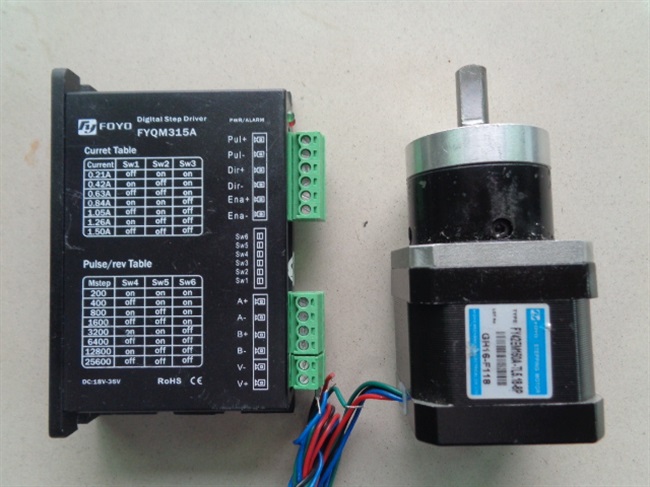 FOYO
Digital Step Driver
FYQM315A
PWR/ALARM
Curret Table
Current Sw1 Sw2 Sw3
0.21A off on on
0.42A on off on
0.63A off off on
0.84A on on off
1.05A off on off
1.26A on off off
1.50A off off off
Pulse/rev Table
Mstep Sw4 Sw5 Sw6
200 on on on
400 off on on
800 on off on
1600 off off on
3200 on on off
6400 off on off
12800 on off off
25600 off off off
DC:18V-36V
RoHS CE
Pul+
Pul-
Dir+
Dir-
Ena+
Ena-
Sw6
Sw5
Sw4
Sw3
Sw2
Sw1
A+
A-
B+
B-
V-
V+
STEPPING MOTOR
TYPE
GH16-F118